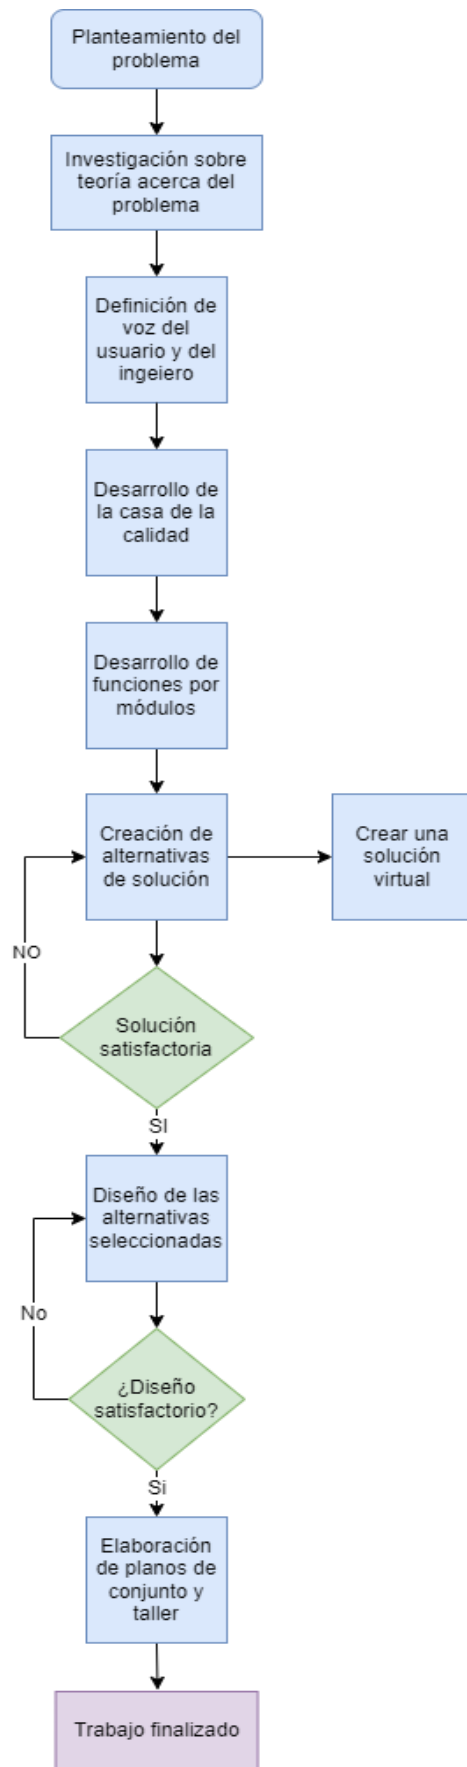 Planteamiento del
problema
Investigación sobre
teoría acerca del
problema
Definición de
voz del
usuario y del
ingeiero
Desarrollo de
la casa de la
calidad
Desarrollo de
funciones por
módulos
Creación de
alternativas
de solución
Crear una
solución
virtual
NO
Solución
satisfactoria
SI
Diseño de las
alternativas
seleccionadas
No
¿Diseño
satisfactorio?
Si
Elaboración
de planos de
conjunto y
taller
Trabajo finalizado